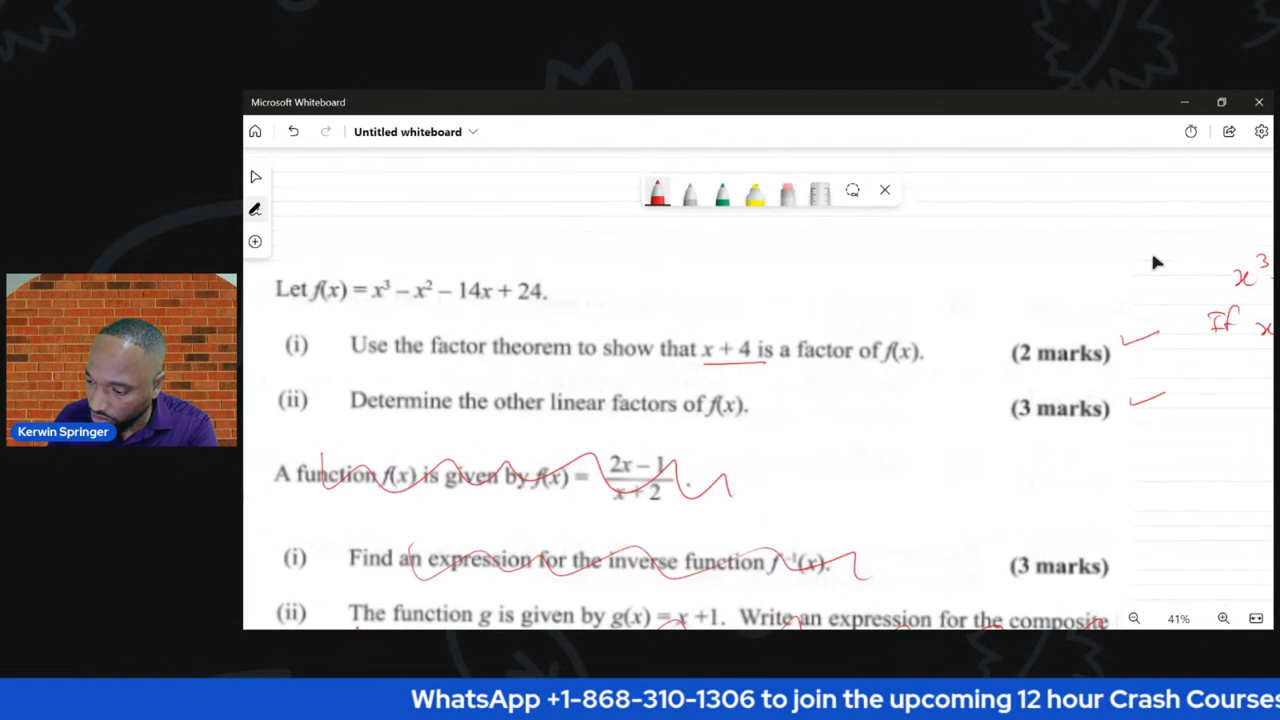 Microsoft Whiteboard
Untitled whiteboard
x³
Let f(x) = x³ – x² – 14x + 24.
If x
(i) Use the factor theorem to show that x + 4 is a factor of f(x). (2 marks)
(ii) Determine the other linear factors of f(x). (3 marks)
Kerwin Springer
A function f(x) is given by f(x) = (2x – 1)/(x + 2).
(i) Find an expression for the inverse function f⁻¹(x). (3 marks)
(ii) The function g is given by g(x) = x +1. Write an expression for the composite
41%
WhatsApp +1-868-310-1306 to join the upcoming 12 hour Crash Courses